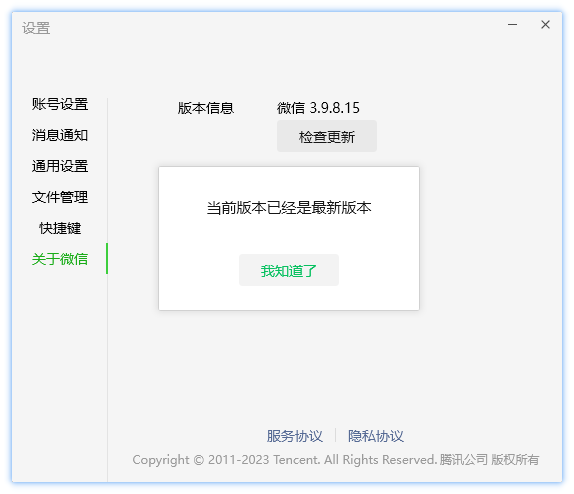 设置
账号设置
消息通知
通用设置
文件管理
快捷键
关于微信
版本信息 微信 3.9.8.15
检查更新
当前版本已经是最新版本
我知道了
服务协议 隐私协议
Copyright © 2011-2023 Tencent. All Rights Reserved. 腾讯公司 版权所有